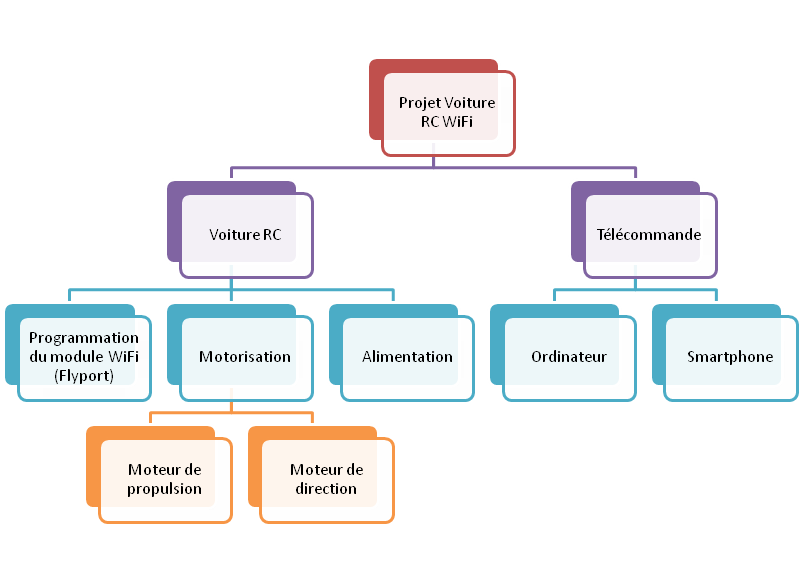 Projet Voiture
RC WiFi
Voiture RC
Télécommande
Programmation
du module WiFi
(Flyport)
Motorisation
Alimentation
Ordinateur
Smartphone
Moteur de
propulsion
Moteur de
direction